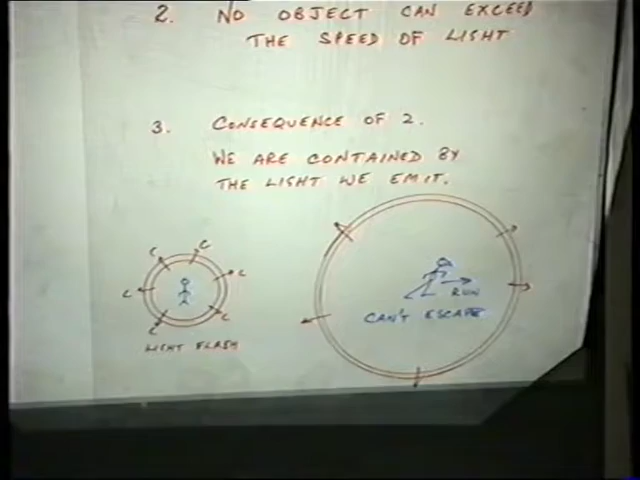 2. NO OBJECT CAN EXCEED
THE SPEED OF LIGHT
3. CONSEQUENCE OF 2.
WE ARE CONTAINED BY
THE LIGHT WE EMIT.
C C
C C
C C
LIGHT FLASH
RUN
CAN'T ESCAPE